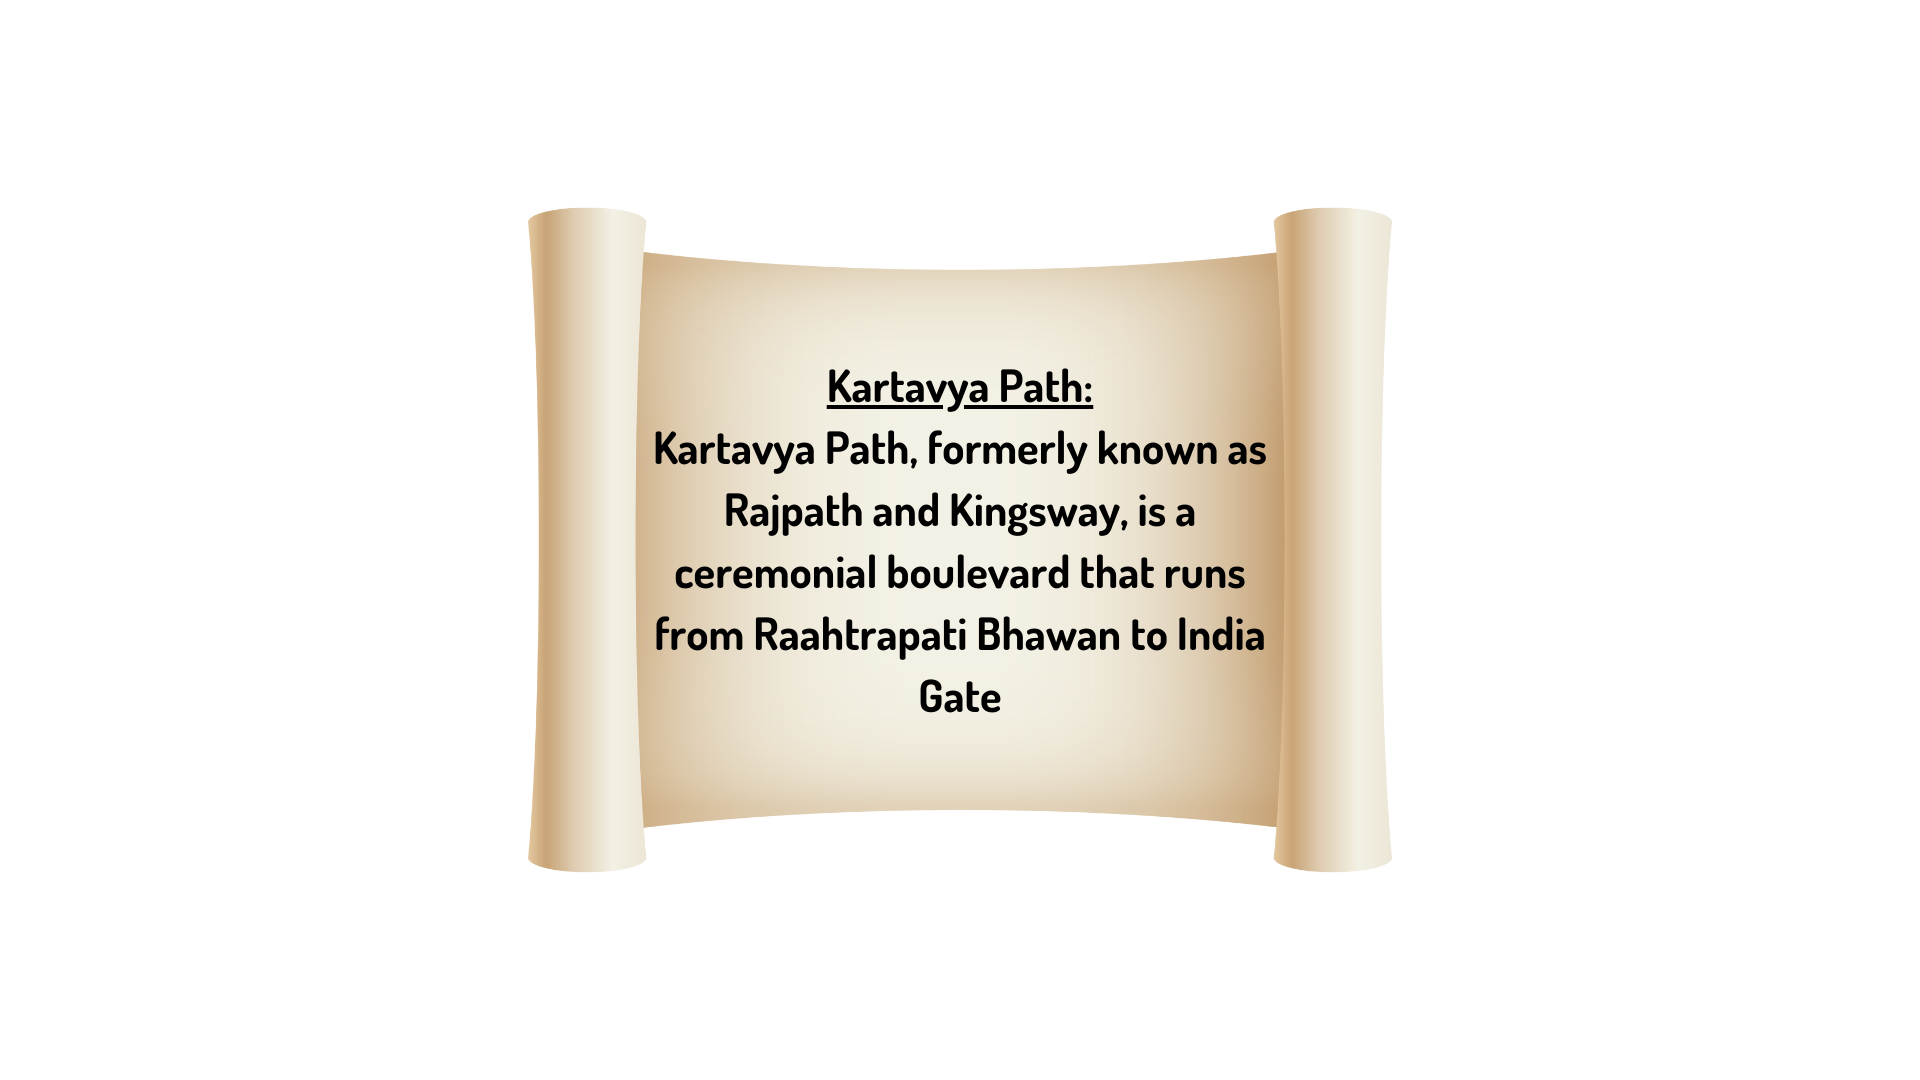 Kartavya Path:
Kartavya Path, formerly known as
Rajpath and Kingsway, is a
ceremonial boulevard that runs
from Raahtrapati Bhawan to India
Gate